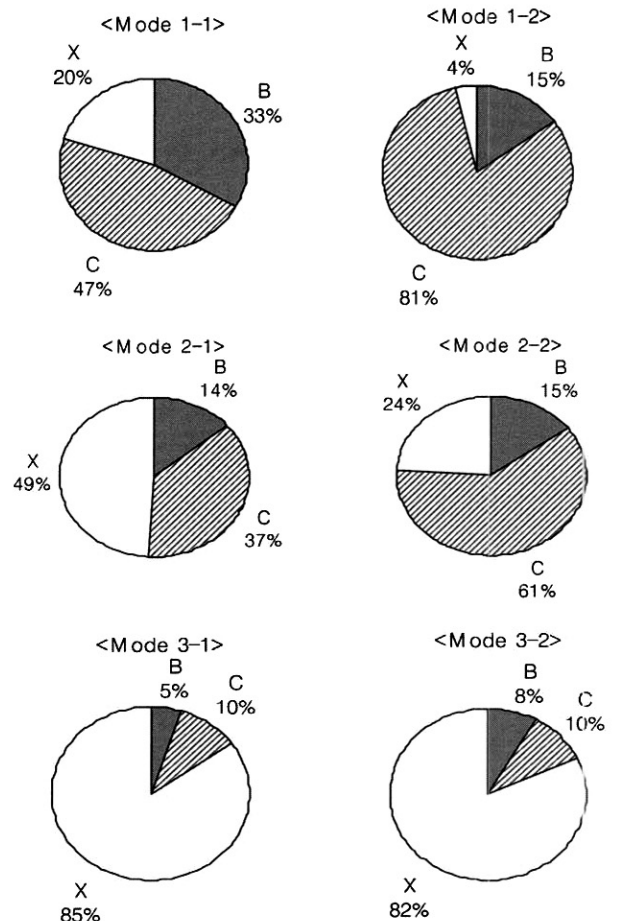 <Mode 1-1>
X
20%
B
33%
C
47%
<Mode 1-2>
X
4%
B
15%
C
81%
<Mode 2-1>
B
14%
X
49%
C
37%
<Mode 2-2>
X
24%
B
15%
C
61%
<Mode 3-1>
B
5%
C
10%
X
85%
<Mode 3-2>
B
8%
C
10%
X
82%